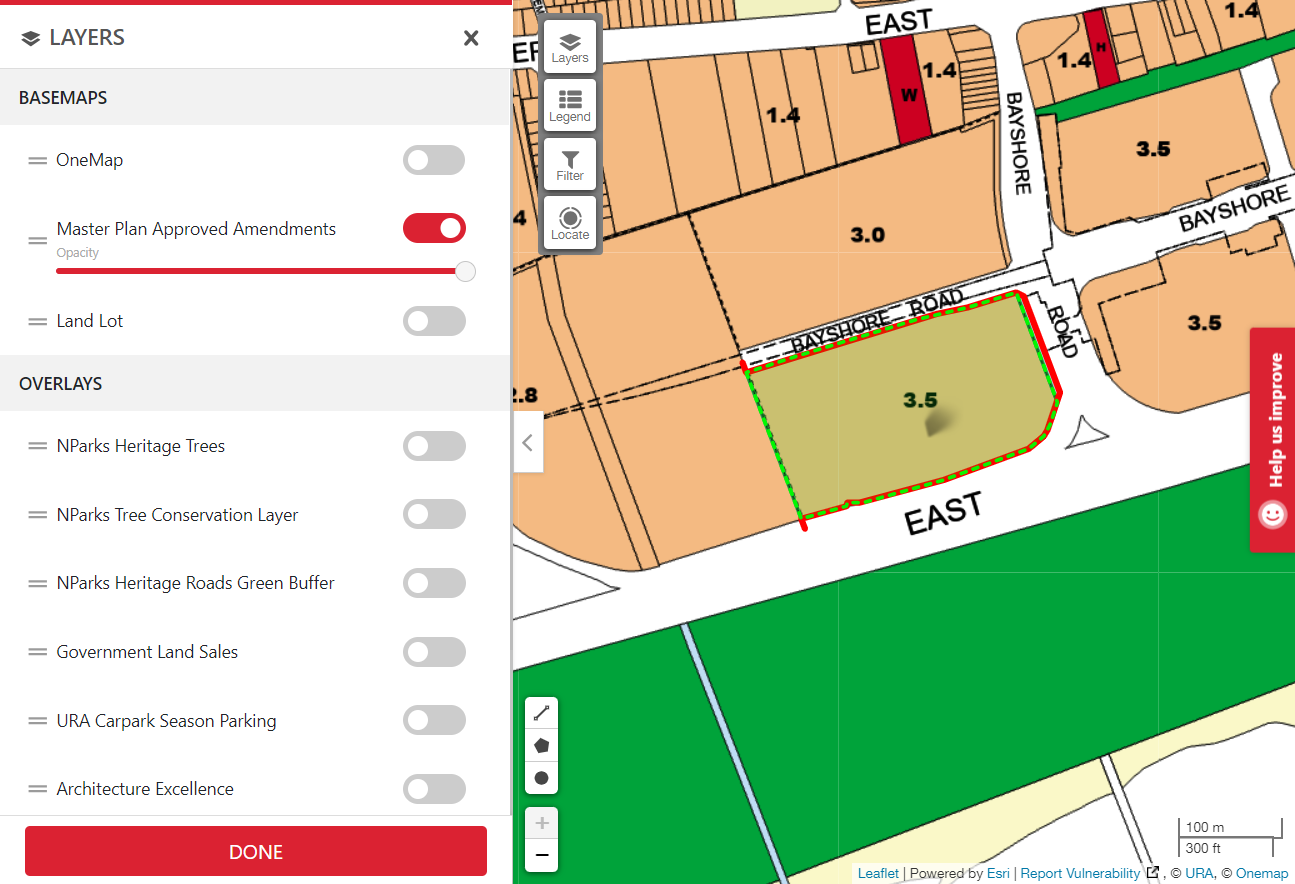 LAYERS
BASEMAPS
OneMap
Master Plan Approved Amendments
Opacity
Land Lot
OVERLAYS
NParks Heritage Trees
NParks Tree Conservation Layer
NParks Heritage Roads Green Buffer
Government Land Sales
URA Carpark Season Parking
Architecture Excellence
DONE
Layers
Legend
Filter
Locate
EAST
1.4
1.4
1.4
1.4
W
H
BAYSHORE
3.5
BAYSHORE
3.0
BAYSHORE ROAD
ROAD
3.5
3.5
EAST
Help us improve
100 m
300 ft
Leaflet | Powered by Esri | Report Vulnerability , © URA, © Onemap